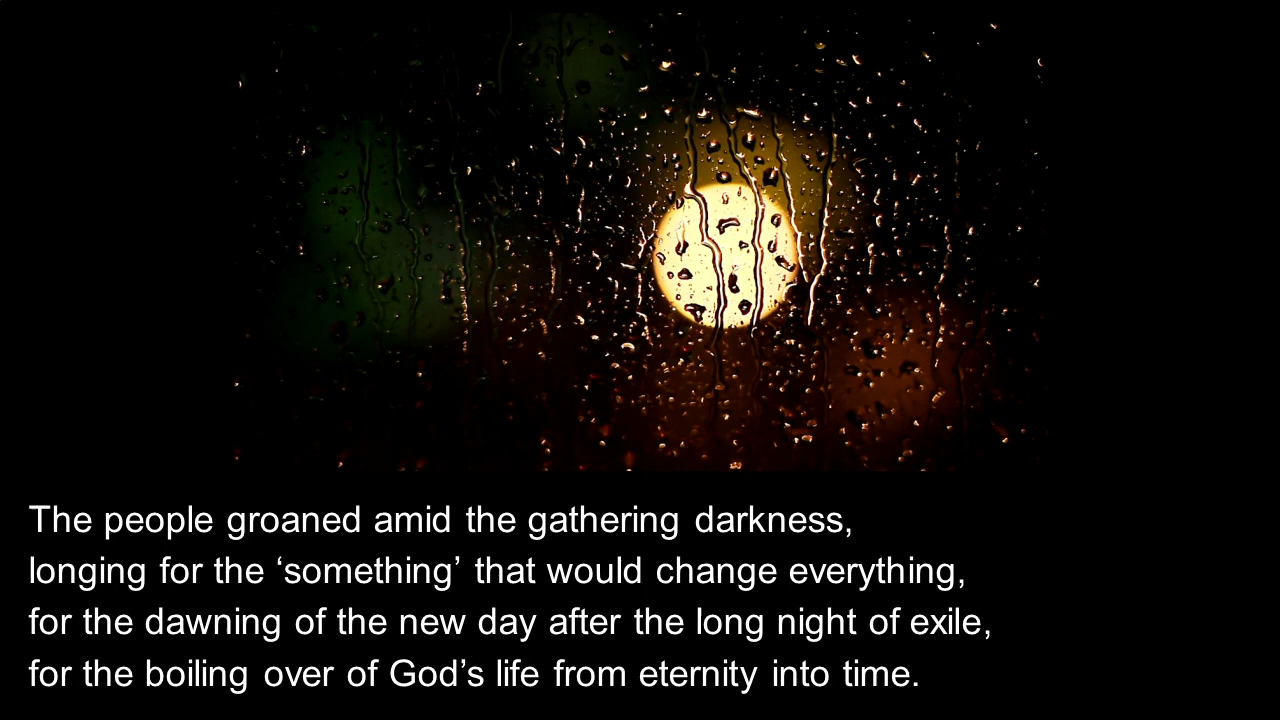 The people groaned amid the gathering darkness,
longing for the ‘something’ that would change everything,
for the dawning of the new day after the long night of exile,
for the boiling over of God’s life from eternity into time.